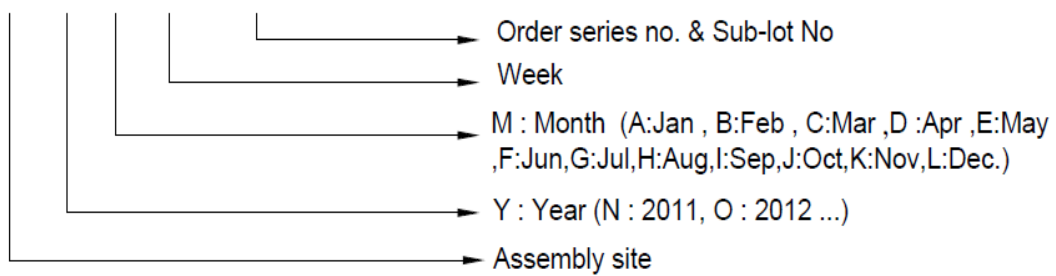 Order series no. & Sub-lot No
Week
M : Month (A:Jan , B:Feb , C:Mar ,D :Apr ,E:May
,F:Jun,G:Jul,H:Aug,I:Sep,J:Oct,K:Nov,L:Dec.)
Y : Year (N : 2011, O : 2012 ...)
Assembly site